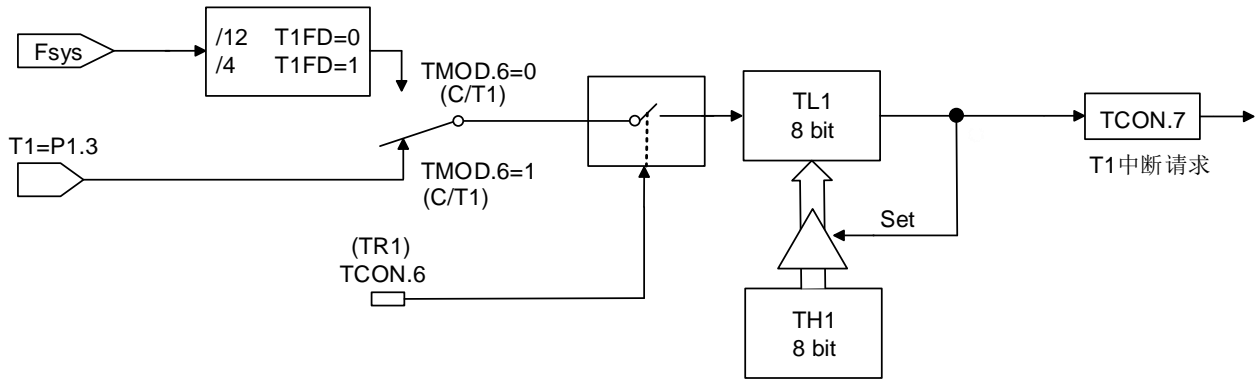 Fsys
/12 T1FD=0
/4 T1FD=1
TMOD.6=0
(C/T1)
T1=P1.3
TMOD.6=1
(C/T1)
(TR1)
TCON.6
TL1
8 bit
TCON.7
T1中断请求
Set
TH1
8 bit